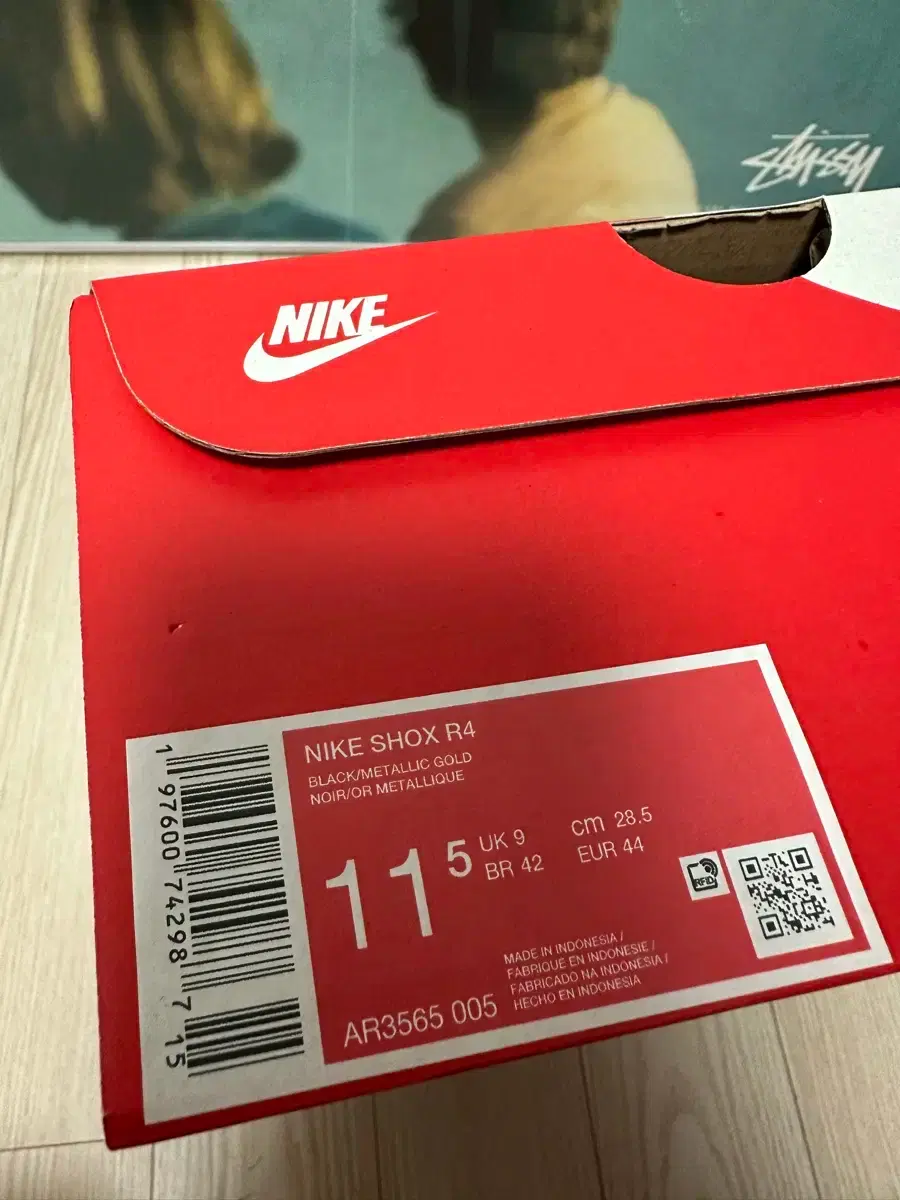 STÜSSY
NIKE
NIKE SHOX R4
BLACK/METALLIC GOLD
NOIR/OR METALLIQUE
11 5
UK 9
BR 42
cm 28.5
EUR 44
RFID
MADE IN INDONESIA /
FABRIQUE EN INDONESIE /
FABRICADO NA INDONESIA /
HECHO EN INDONESIA
AR3565 005
1 97600 74298 7 15